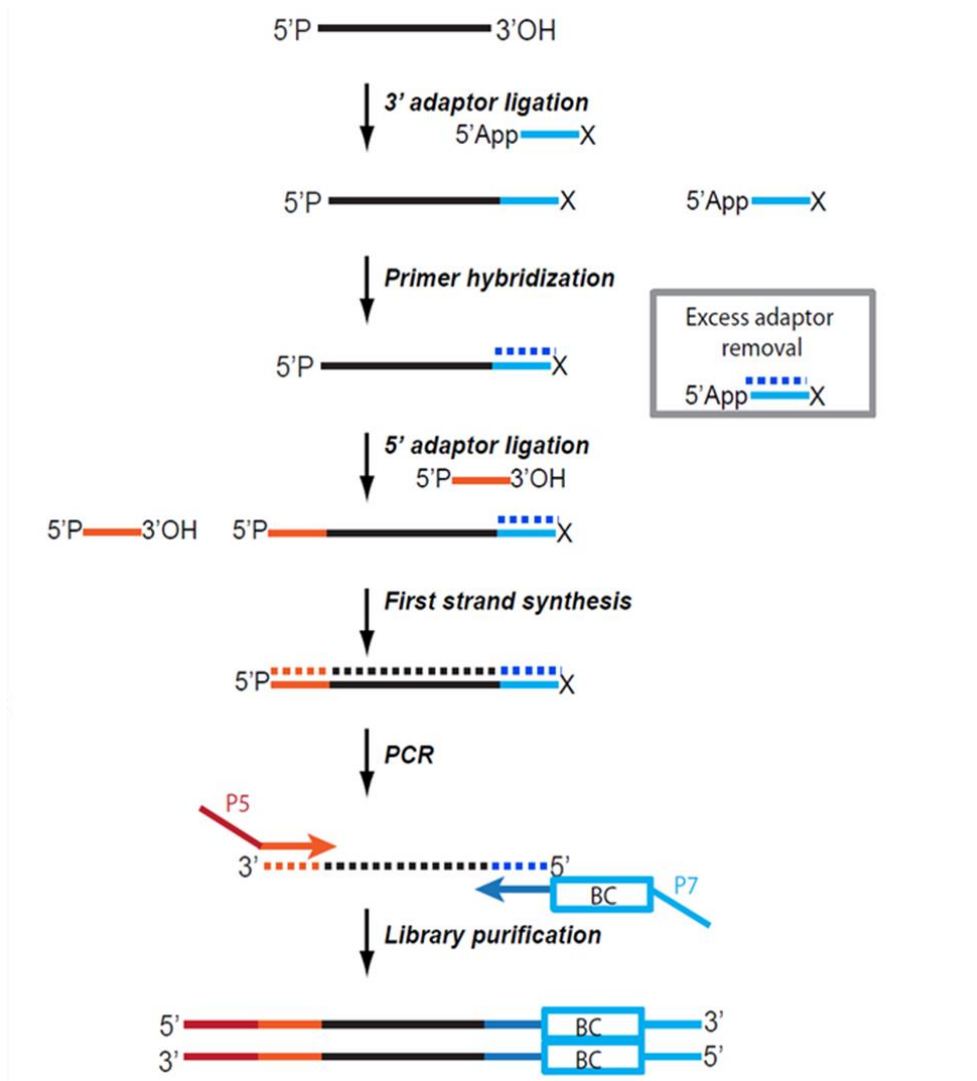 5'P 3'OH
3' adaptor ligation
5'App X
5'P X 5'App X
Primer hybridization
Excess adaptor
removal
5'P X
5'App X
5' adaptor ligation
5'P 3'OH
5'P 3'OH 5'P X
First strand synthesis
5'P X
PCR
P5
3' 5'
BC P7
Library purification
5' BC 3'
3' BC 5'